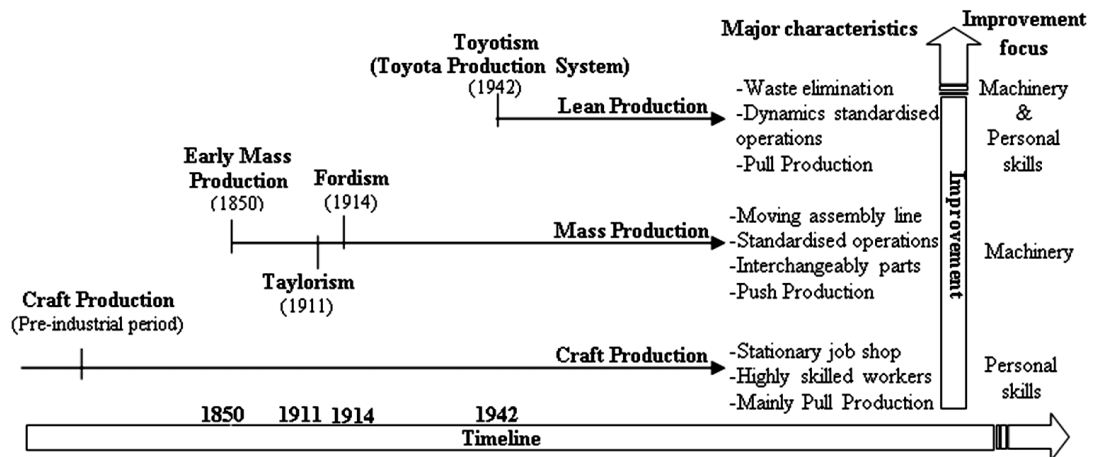 Major characteristics
Improvement
focus
Toyotism
(Toyota Production System)
(1942)
Lean Production
-Waste elimination
-Dynamics standardised
operations
-Pull Production
Machinery
&
Personal
skills
Early Mass
Production
(1850)
Fordism
(1914)
Taylorism
(1911)
Mass Production
-Moving assembly line
-Standardised operations
-Interchangeably parts
-Push Production
Machinery
Improvement
Craft Production
(Pre-industrial period)
Craft Production
-Stationary job shop
-Highly skilled workers
-Mainly Pull Production
Personal
skills
1850 1911 1914 1942
Timeline